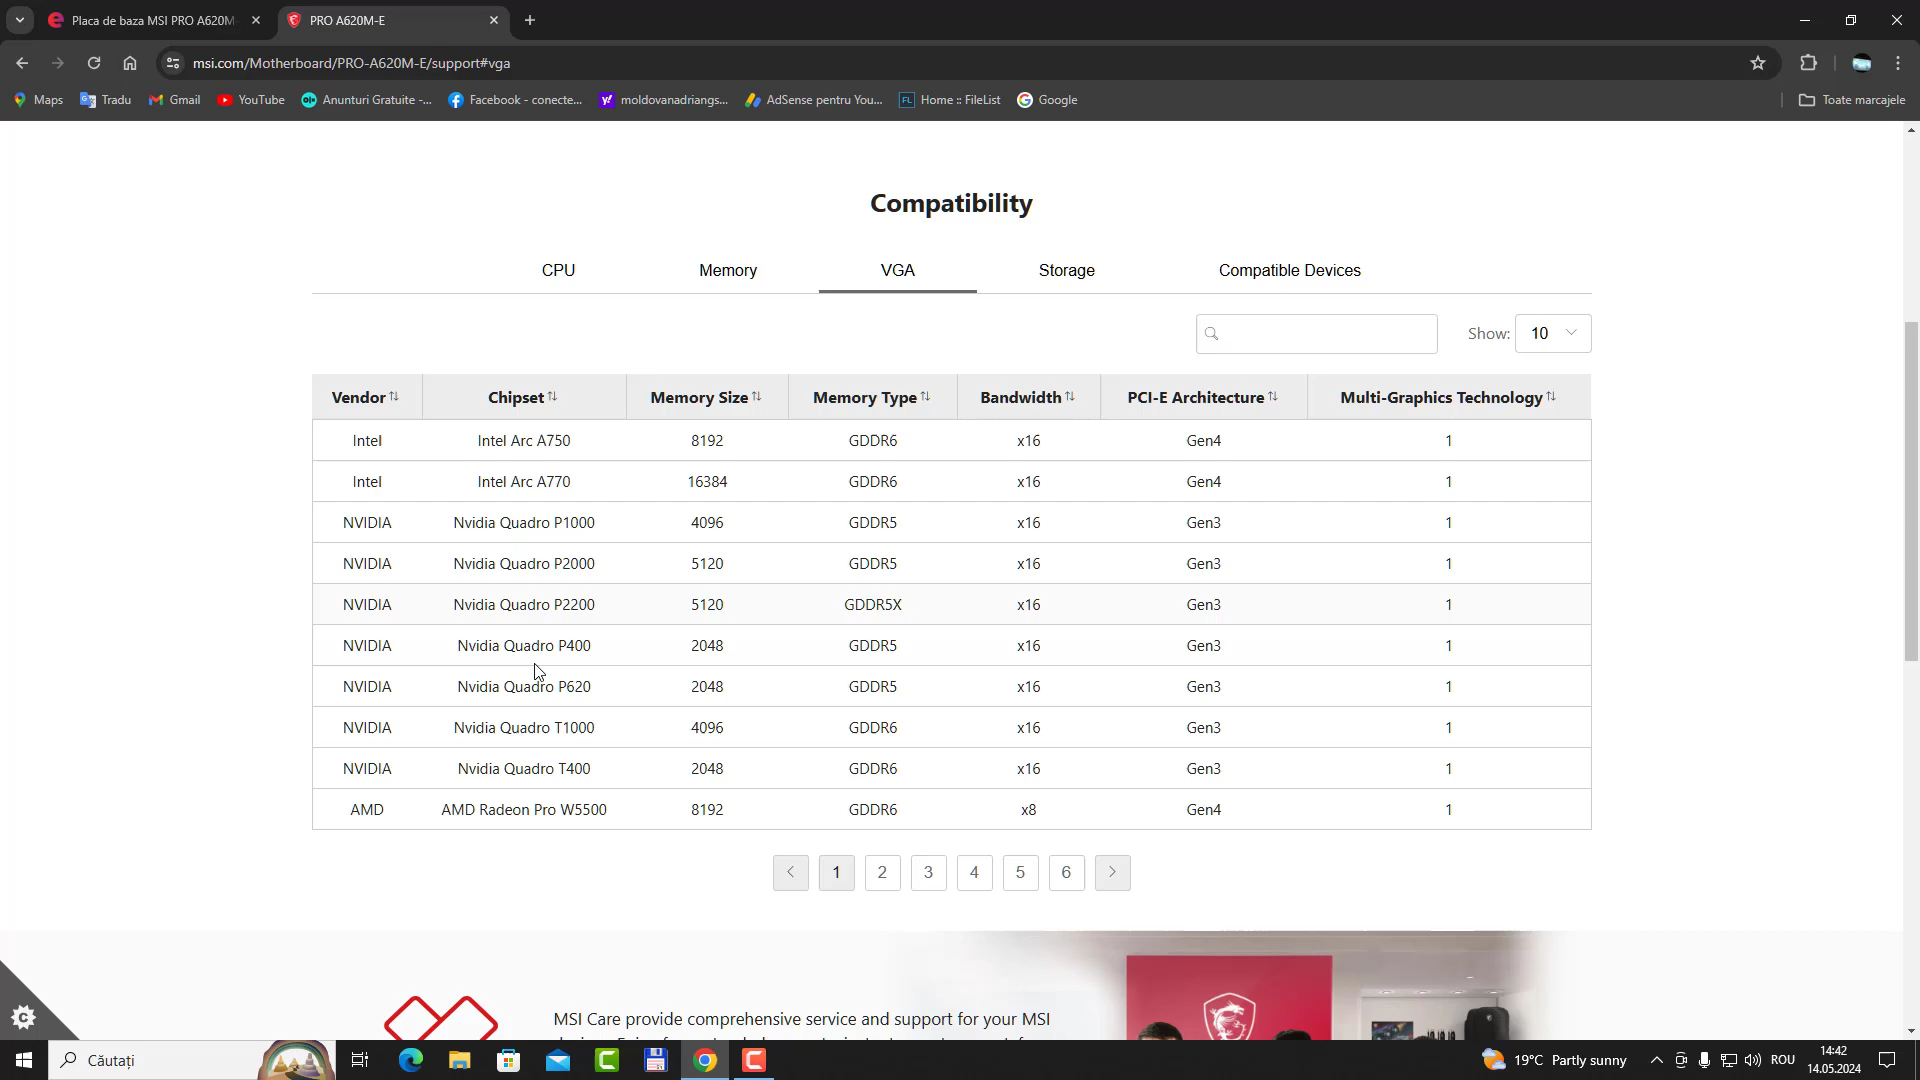 Placa de baza MSI PRO A620M-
PRO A620M-E
msi.com/Motherboard/PRO-A620M-E/support#vga
Maps
Tradu
Gmail
YouTube
Anunturi Gratuite -...
Facebook - conecte...
moldovanadriangs...
AdSense pentru You...
FL
Home :: FileList
Google
Toate marcajele
Compatibility
CPU Memory VGA Storage Compatible Devices
Show: 10
Vendor Chipset Memory Size Memory Type Bandwidth PCI-E Architecture Multi-Graphics Technology
Intel Intel Arc A750 8192 GDDR6 x16 Gen4 1
Intel Intel Arc A770 16384 GDDR6 x16 Gen4 1
NVIDIA Nvidia Quadro P1000 4096 GDDR5 x16 Gen3 1
NVIDIA Nvidia Quadro P2000 5120 GDDR5 x16 Gen3 1
NVIDIA Nvidia Quadro P2200 5120 GDDR5X x16 Gen3 1
NVIDIA Nvidia Quadro P400 2048 GDDR5 x16 Gen3 1
NVIDIA Nvidia Quadro P620 2048 GDDR5 x16 Gen3 1
NVIDIA Nvidia Quadro T1000 4096 GDDR6 x16 Gen3 1
NVIDIA Nvidia Quadro T400 2048 GDDR6 x16 Gen3 1
AMD AMD Radeon Pro W5500 8192 GDDR6 x8 Gen4 1
1 2 3 4 5 6
MSI Care provide comprehensive service and support for your MSI
Căutați
19°C Partly sunny
ROU
14:42
14.05.2024